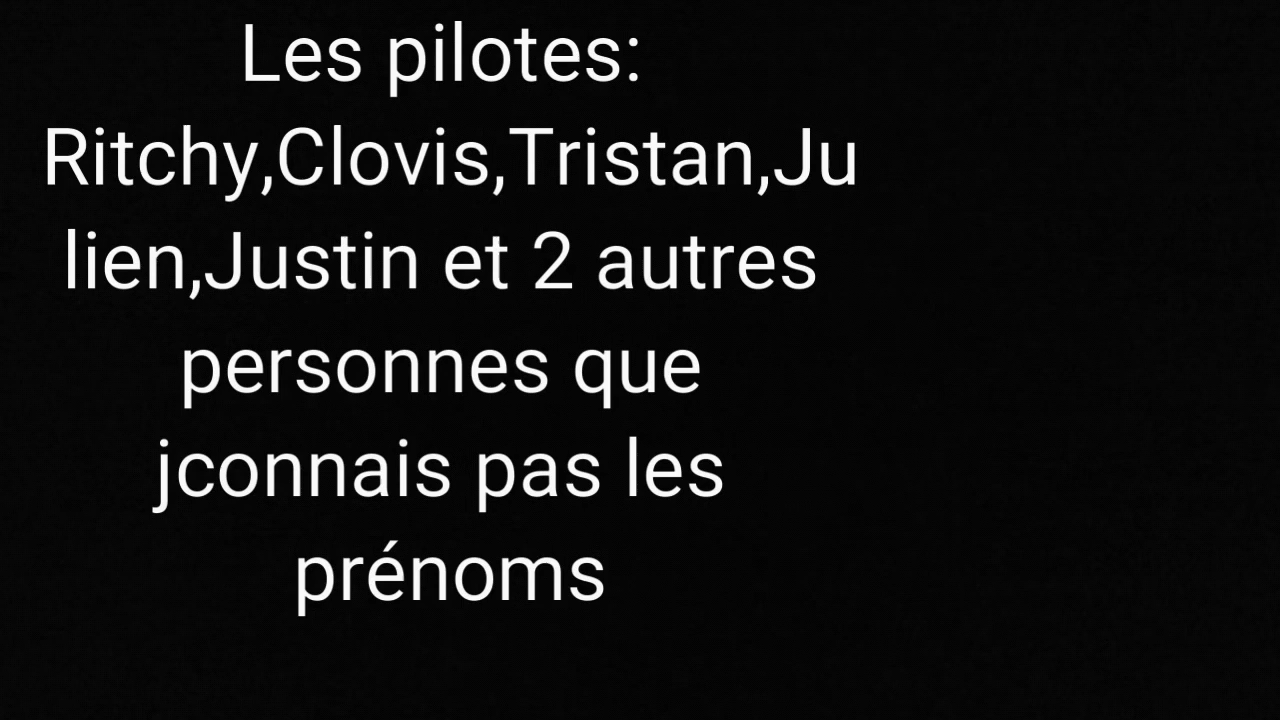 Les pilotes:
Ritchy,Clovis,Tristan,Ju
lien,Justin et 2 autres
personnes que
jconnais pas les
prénoms